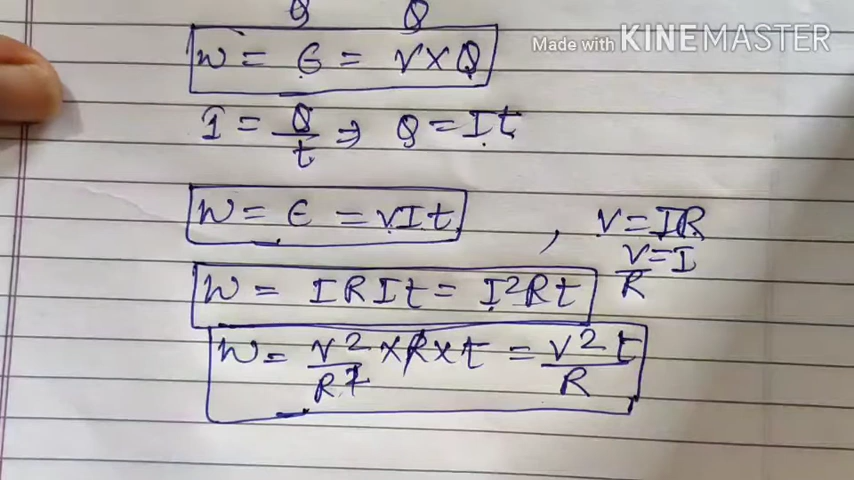 Q Q
Made with KINEMASTER
W = E = V×Q
I = Q/t ⇒ Q = It
W = E = VIt , V = IR
V/R = I
W = IRIt = I²Rt
W = V²/R² × R × t = V²t/R